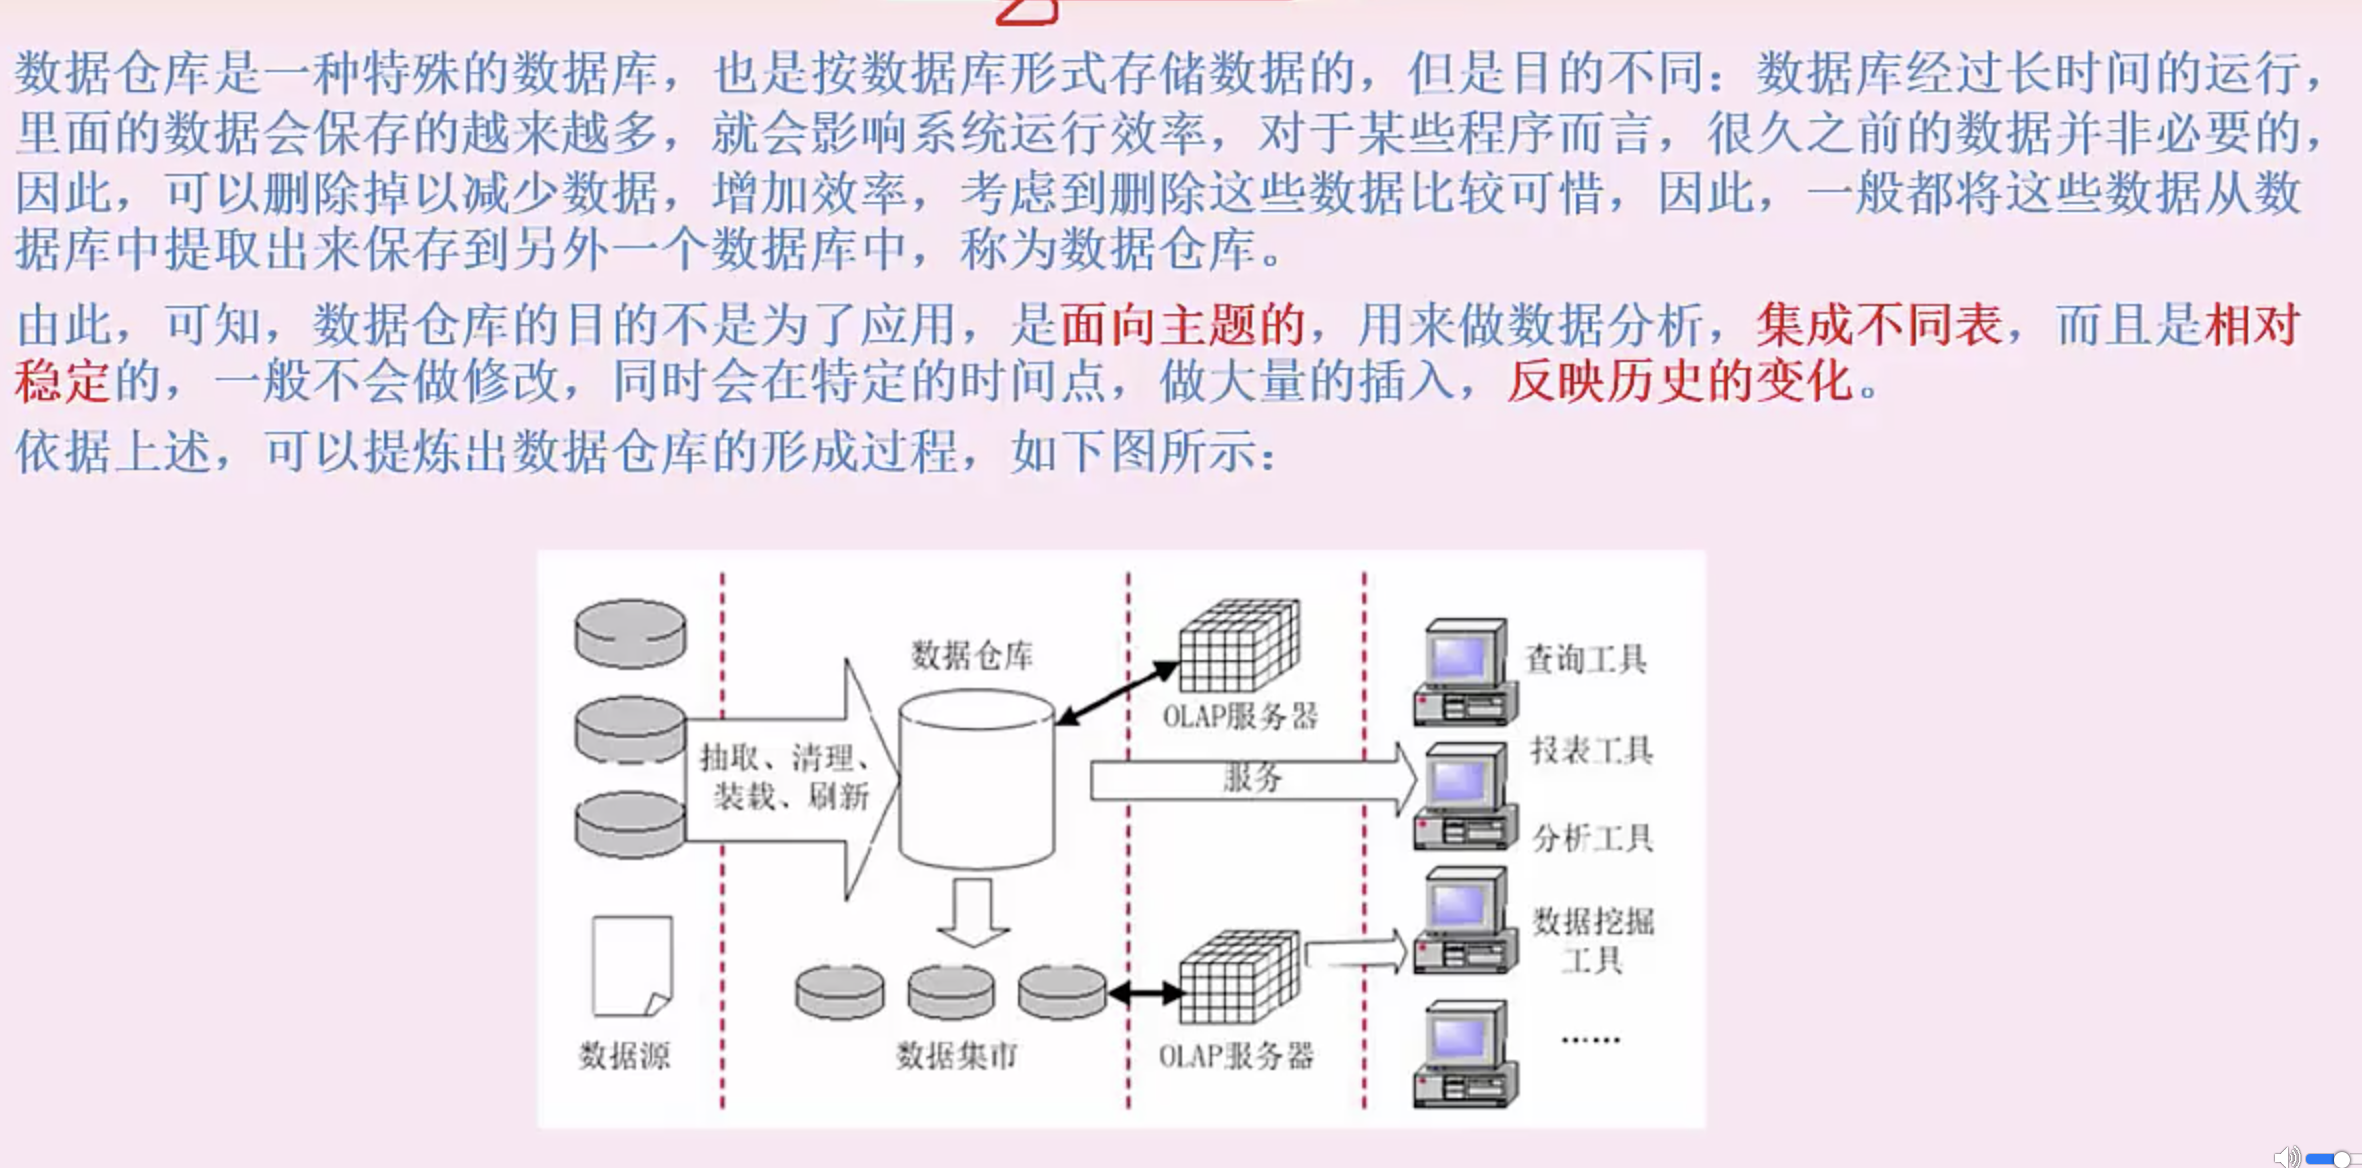 数据仓库是一种特殊的数据库，也是按数据库形式存储数据的，但是目的不同：数据库经过长时间的运行，
里面的数据会保存的越来越多，就会影响系统运行效率，对于某些程序而言，很久之前的数据并非必要的，
因此，可以删除掉以减少数据，增加效率，考虑到删除这些数据比较可惜，因此，一般都将这些数据从数
据库中提取出来保存到另外一个数据库中，称为数据仓库。
由此，可知，数据仓库的目的不是为了应用，是面向主题的，用来做数据分析，集成不同表，而且是相对
稳定的，一般不会做修改，同时会在特定的时间点，做大量的插入，反映历史的变化。
依据上述，可以提炼出数据仓库的形成过程，如下图所示：
数据源
抽取、清理、
装载、刷新
数据仓库
数据集市
OLAP服务器
服务
OLAP服务器
查询工具
报表工具
分析工具
数据挖掘
工具
……